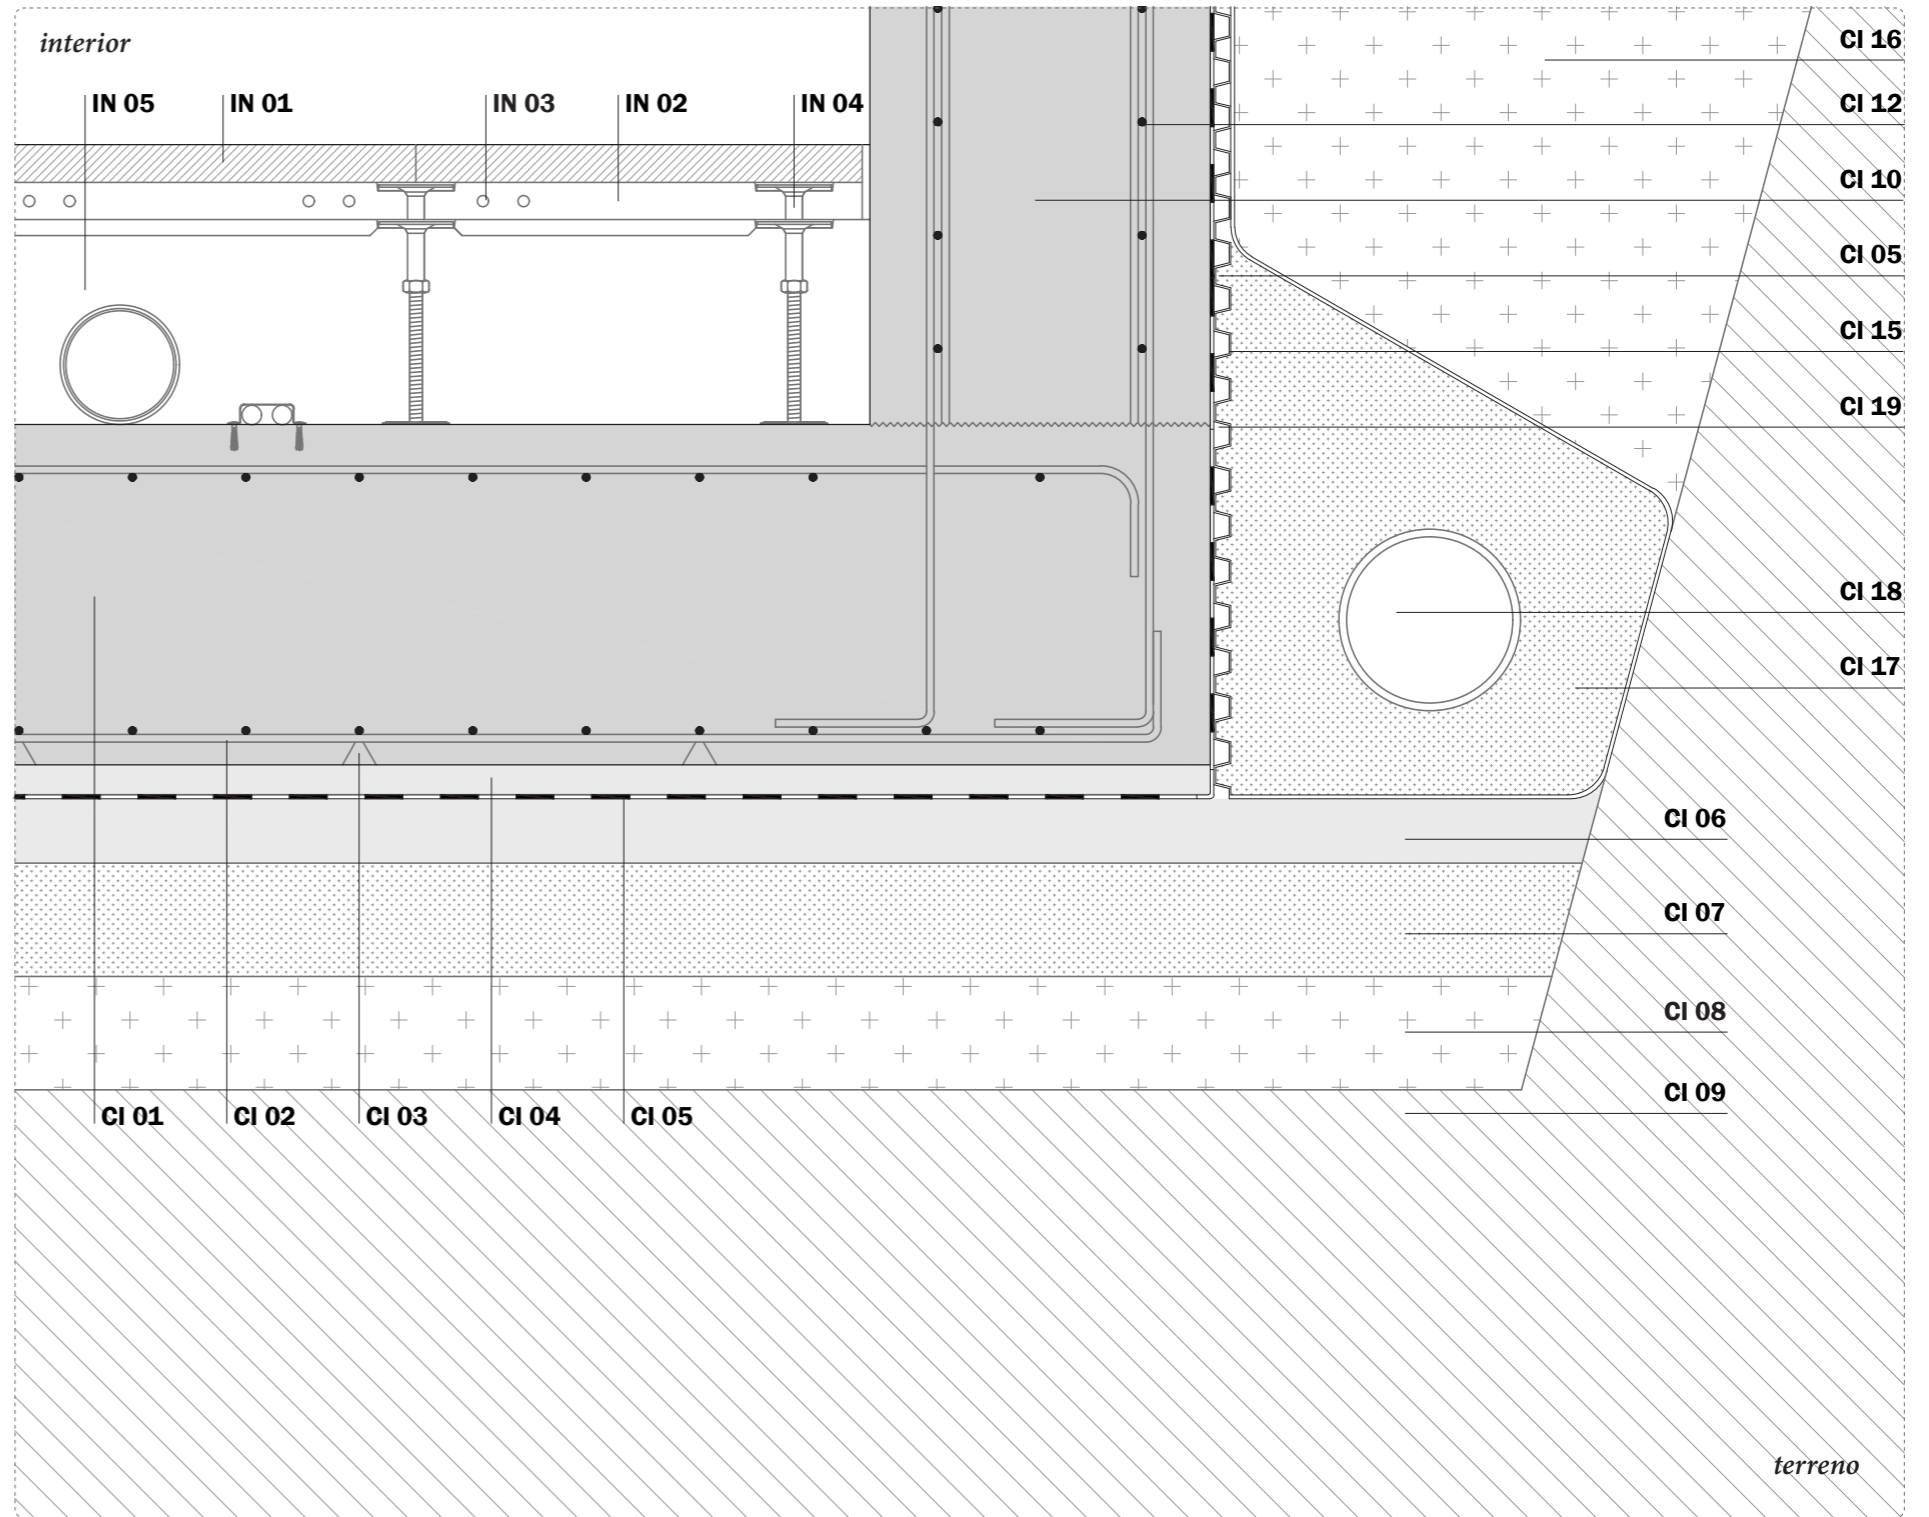 interior
IN 05 IN 01 IN 03 IN 02 IN 04
CI 16
CI 12
CI 10
CI 05
CI 15
CI 19
CI 18
CI 17
CI 06
CI 07
CI 08
CI 09
CI 01 CI 02 CI 03 CI 04 CI 05
terreno